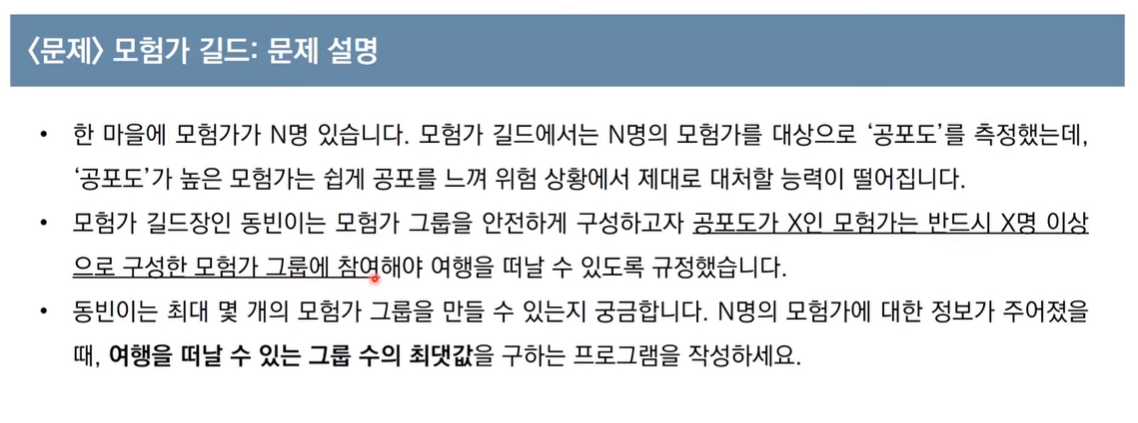 〈문제〉 모험가 길드: 문제 설명
• 한 마을에 모험가가 N명 있습니다. 모험가 길드에서는 N명의 모험가를 대상으로 ‘공포도’를 측정했는데,
‘공포도’가 높은 모험가는 쉽게 공포를 느껴 위험 상황에서 제대로 대처할 능력이 떨어집니다.
• 모험가 길드장인 동빈이는 모험가 그룹을 안전하게 구성하고자 공포도가 X인 모험가는 반드시 X명 이상
으로 구성한 모험가 그룹에 참여해야 여행을 떠날 수 있도록 규정했습니다.
• 동빈이는 최대 몇 개의 모험가 그룹을 만들 수 있는지 궁금합니다. N명의 모험가에 대한 정보가 주어졌을
때, 여행을 떠날 수 있는 그룹 수의 최댓값을 구하는 프로그램을 작성하세요.